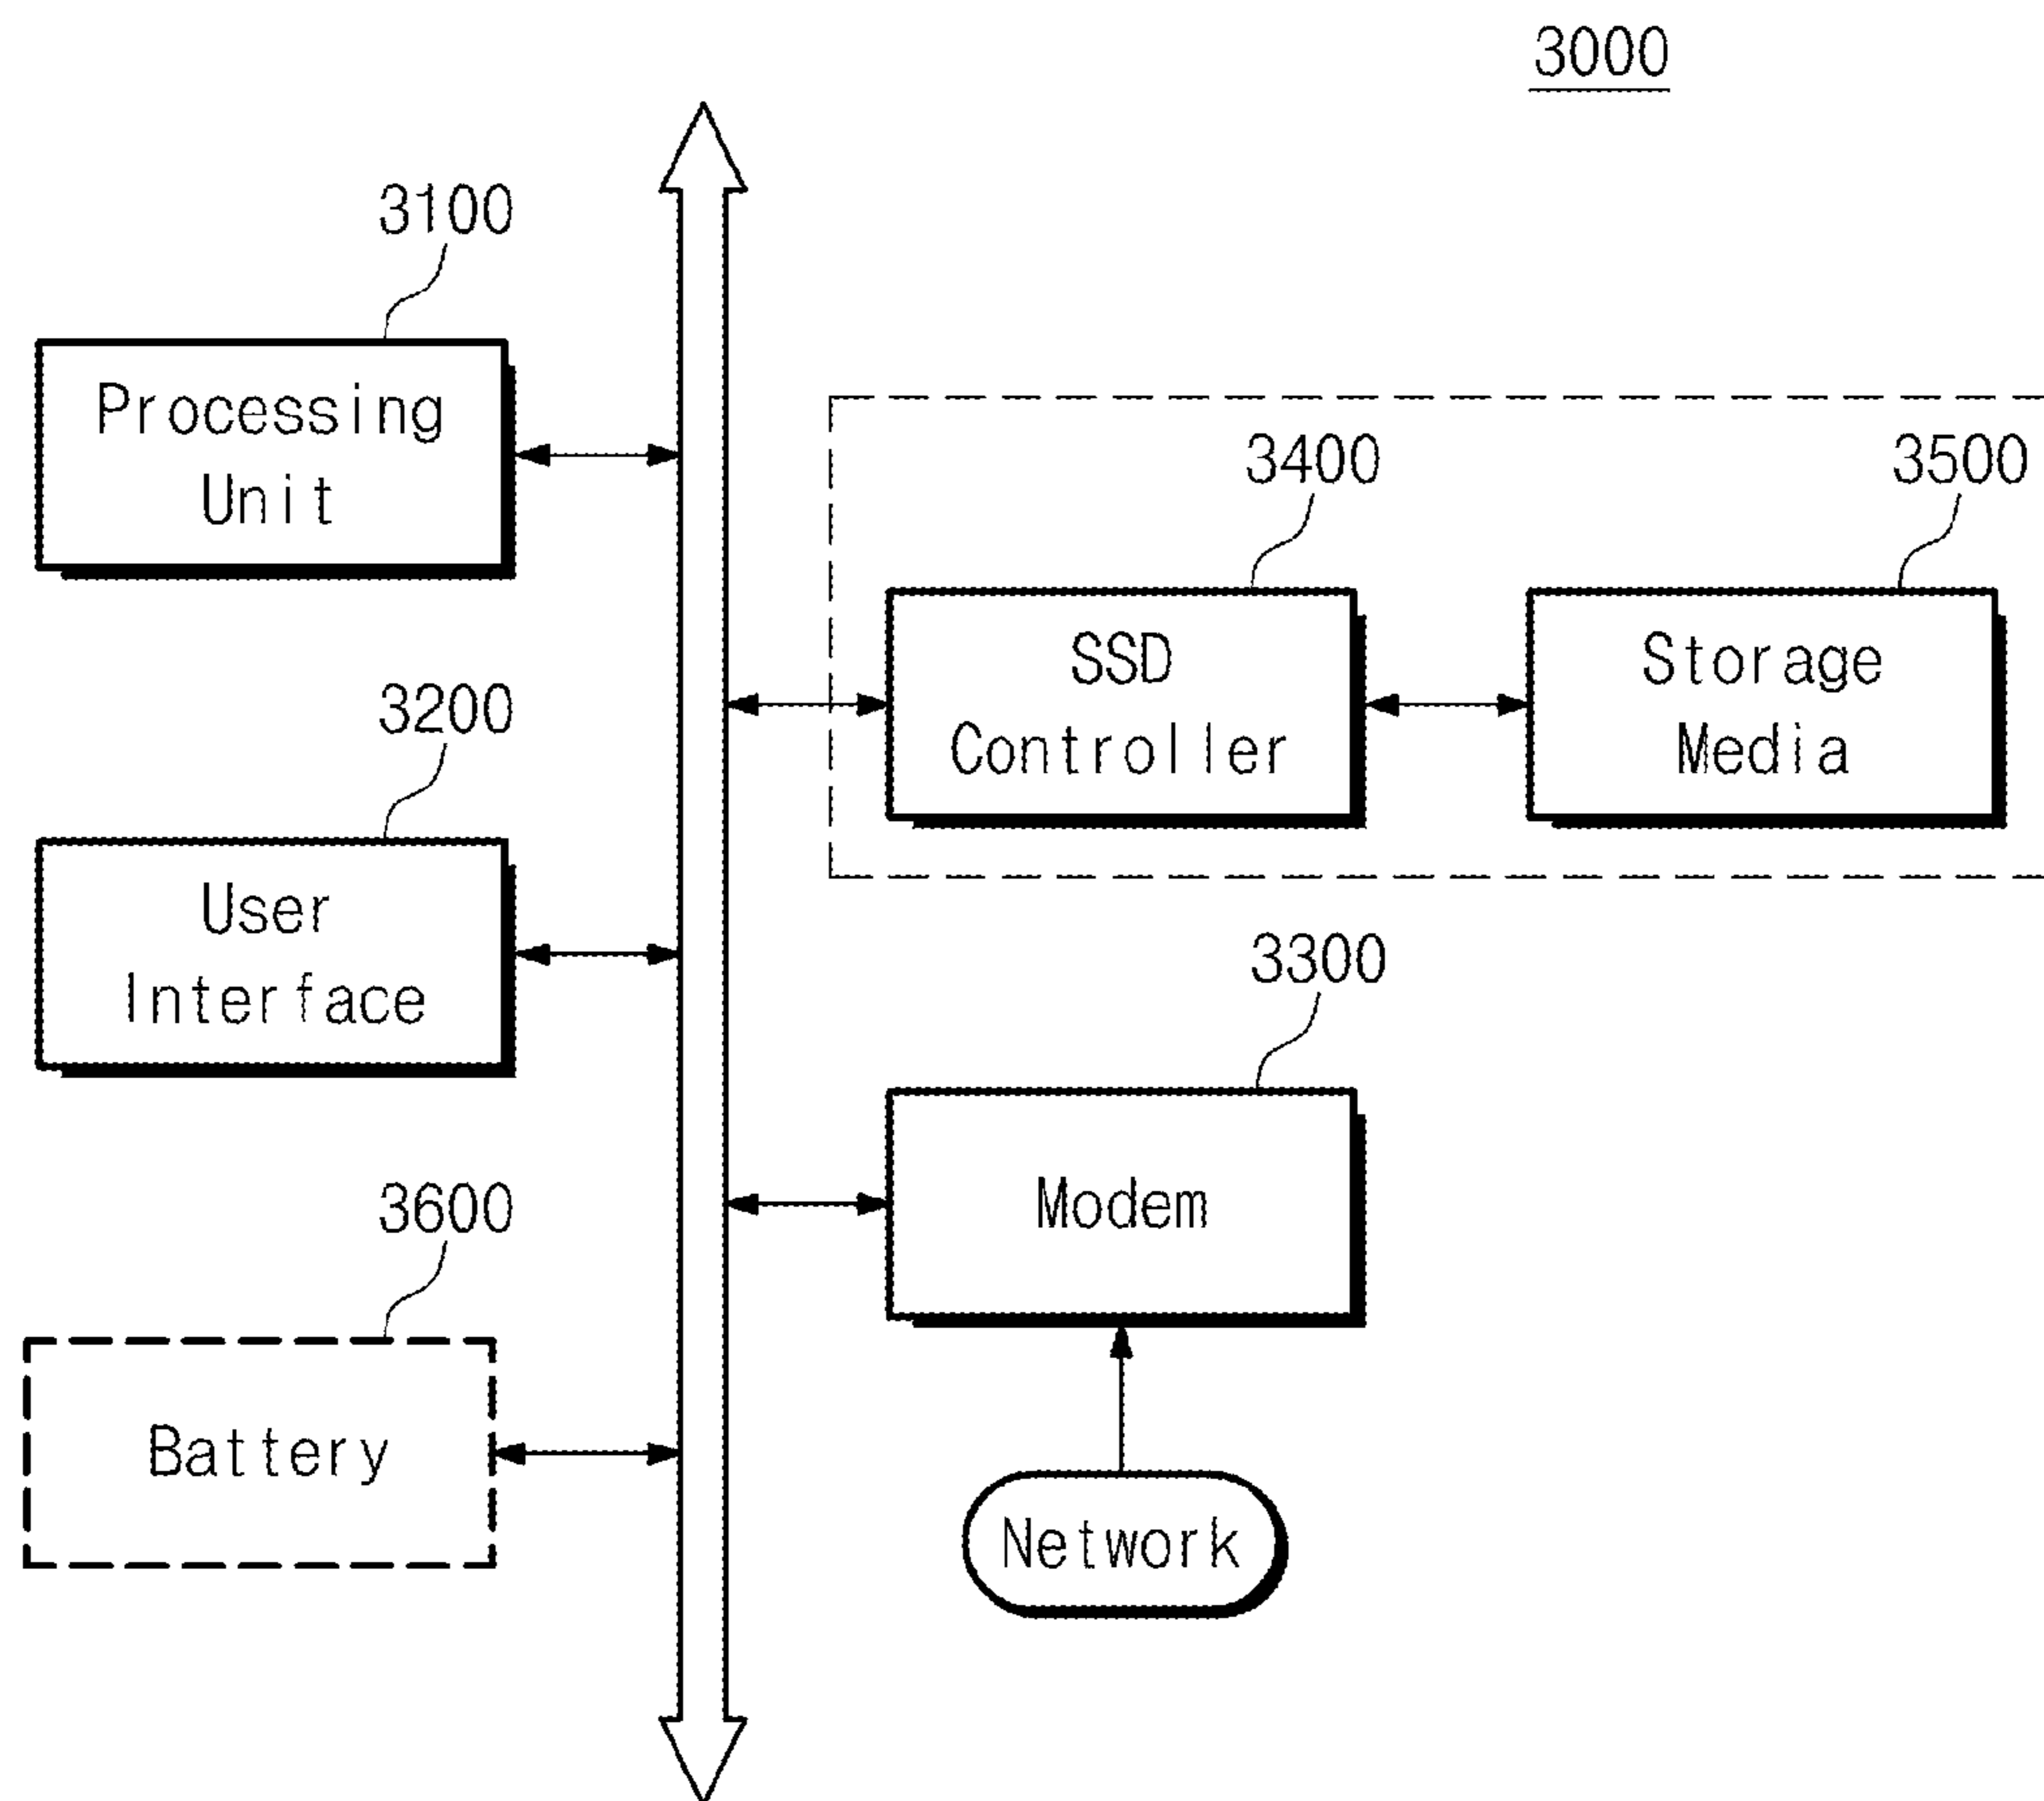 3000
3100
Processing
Unit
3400
3500
SSD
Controller
Storage
Media
3200
User
Interface
3300
Modem
3600
Battery
Network